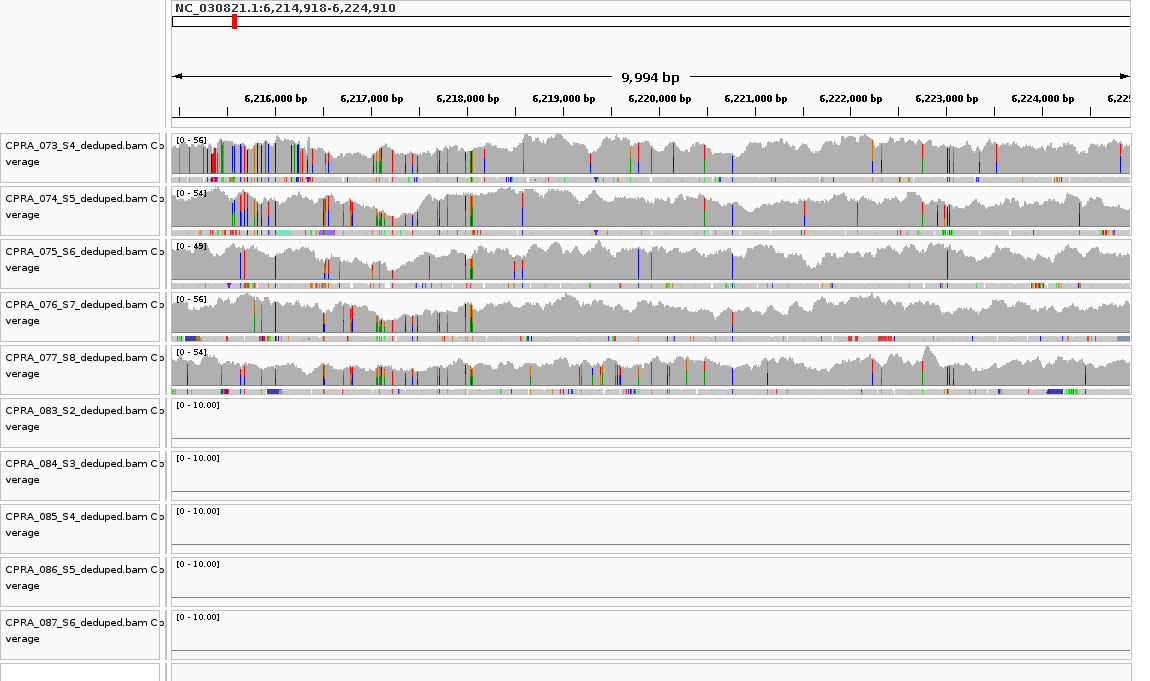 NC_030821.1:6,214,918-6,224,910
9,994 bp
6,216,000 bp 6,217,000 bp 6,218,000 bp 6,219,000 bp 6,220,000 bp 6,221,000 bp 6,222,000 bp 6,223,000 bp 6,224,000 bp 6,225
CPRA_073_S4_deduped.bam Co
verage
[0 - 56]
CPRA_074_S5_deduped.bam Co
verage
[0 - 54]
CPRA_075_S6_deduped.bam Co
verage
[0 - 49]
CPRA_076_S7_deduped.bam Co
verage
[0 - 56]
CPRA_077_S8_deduped.bam Co
verage
[0 - 54]
CPRA_083_S2_deduped.bam Co
verage
[0 - 10.00]
CPRA_084_S3_deduped.bam Co
verage
[0 - 10.00]
CPRA_085_S4_deduped.bam Co
verage
[0 - 10.00]
CPRA_086_S5_deduped.bam Co
verage
[0 - 10.00]
CPRA_087_S6_deduped.bam Co
verage
[0 - 10.00]